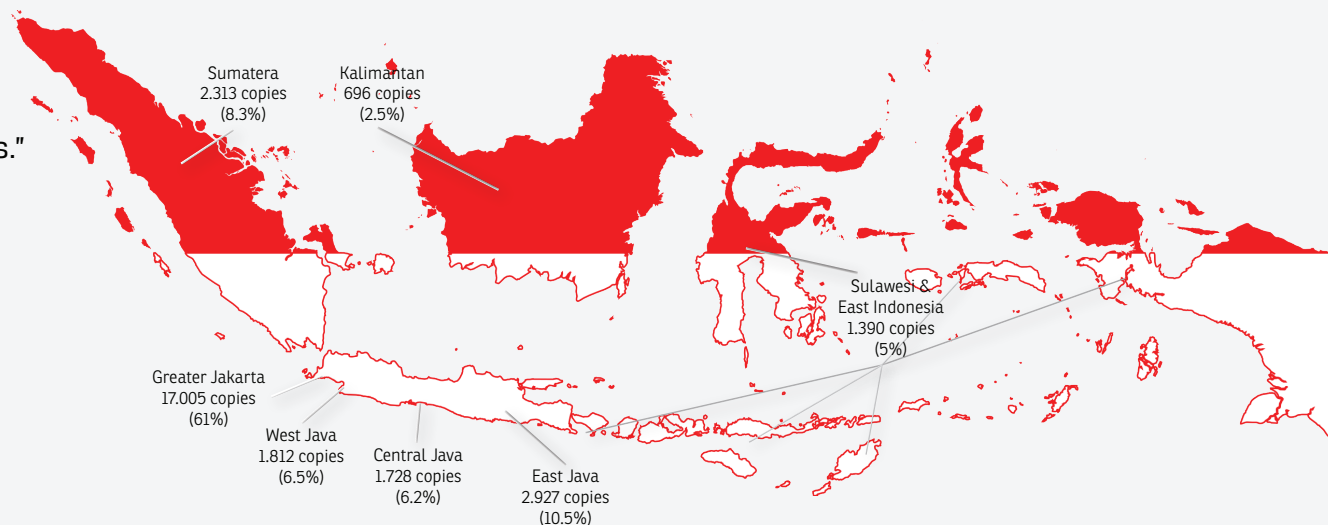 s."
Sumatera
2.313 copies
(8.3%)
Kalimantan
696 copies
(2.5%)
Sulawesi &
East Indonesia
1.390 copies
(5%)
Greater Jakarta
17.005 copies
(61%)
West Java
1.812 copies
(6.5%)
Central Java
1.728 copies
(6.2%)
East Java
2.927 copies
(10.5%)